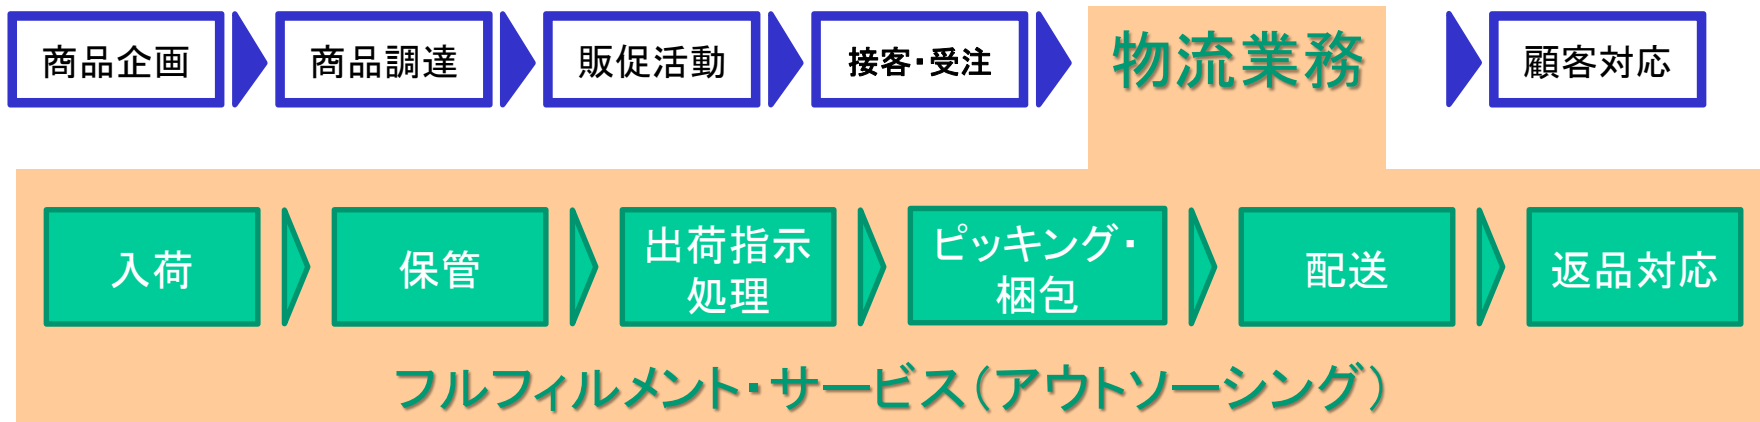 商品企画
商品調達
販促活動
接客・受注
物流業務
顧客対応
入荷
保管
出荷指示
処理
ピッキング・
梱包
配送
返品対応
フルフィルメント・サービス(アウトソーシング)